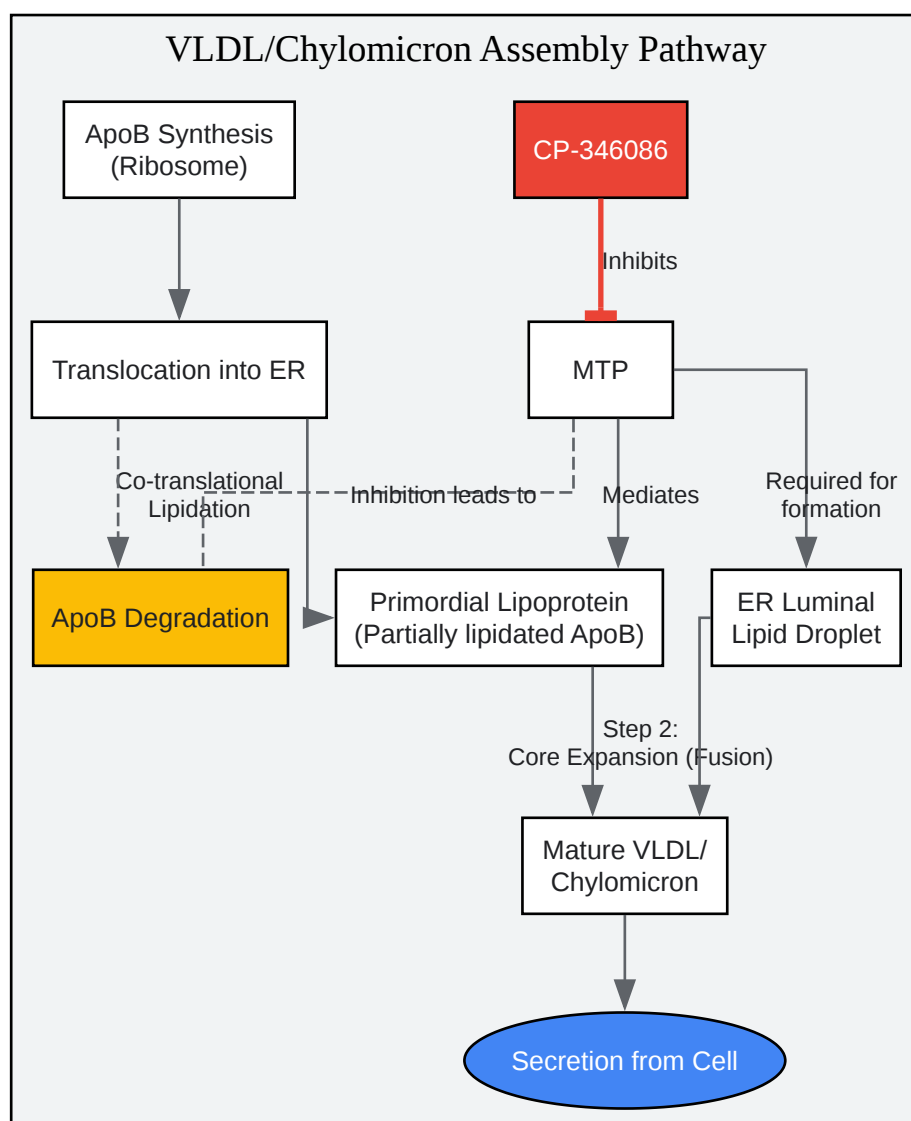 VLDL/Chylomicron Assembly Pathway
ApoB Synthesis
(Ribosome)
CP-346086
Inhibits
Translocation into ER
MTP
Co-translational
Lipidation
Inhibition leads to
Mediates
Required for
formation
ApoB Degradation
Primordial Lipoprotein
(Partially lipidated ApoB)
ER Luminal
Lipid Droplet
Step 2:
Core Expansion (Fusion)
Mature VLDL/
Chylomicron
Secretion from Cell